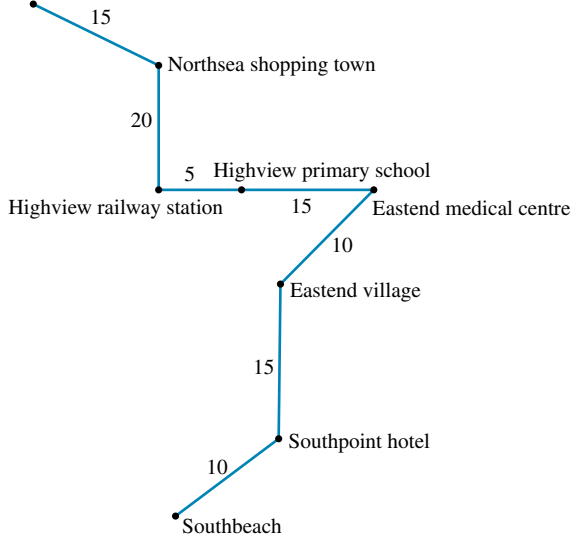 15
Northsea shopping town
20
5
Highview primary school
Highview railway station
15
Eastend medical centre
10
Eastend village
15
Southpoint hotel
10
Southbeach